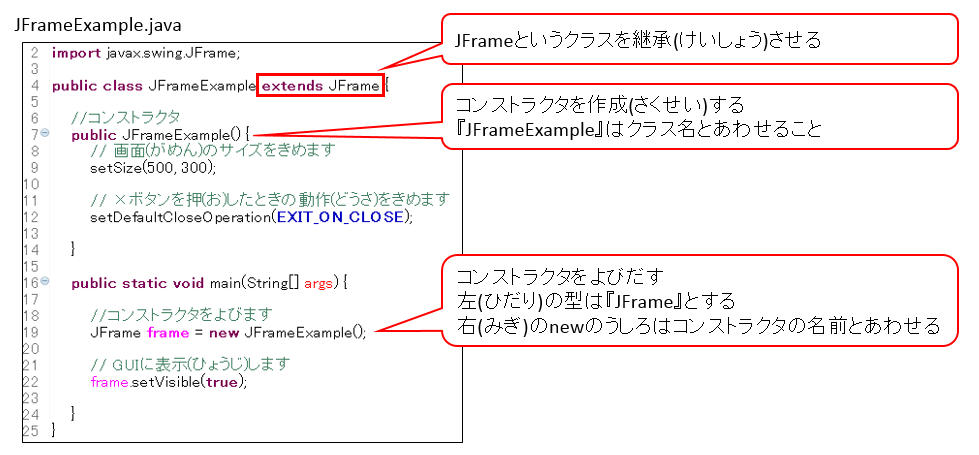 JFrameExample.java
JFrameというクラスを継承(けいしょう)させる
2 import javax.swing.JFrame;
3
4 public class JFrameExample extends JFrame {
5
コンストラクタを作成(さくせい)する
『JFrameExample』はクラス名とあわせること
6 //コンストラクタ
7 public JFrameExample() {
8 // 画面(がめん)のサイズをきめます
9 setSize(500, 300);
10
11 // ×ボタンを押(お)したときの動作(どうさ)をきめます
12 setDefaultCloseOperation(EXIT_ON_CLOSE);
13
14 }
15
16 public static void main(String[] args) {
17
コンストラクタをよびだす
左(ひだり)の型は『JFrame』とする
右(みぎ)のnewのうしろはコンストラクタの名前とあわせる
18 //コンストラクタをよびます
19 JFrame frame = new JFrameExample();
20
21 // GUIに表示(ひょうじ)します
22 frame.setVisible(true);
23
24 }
25 }